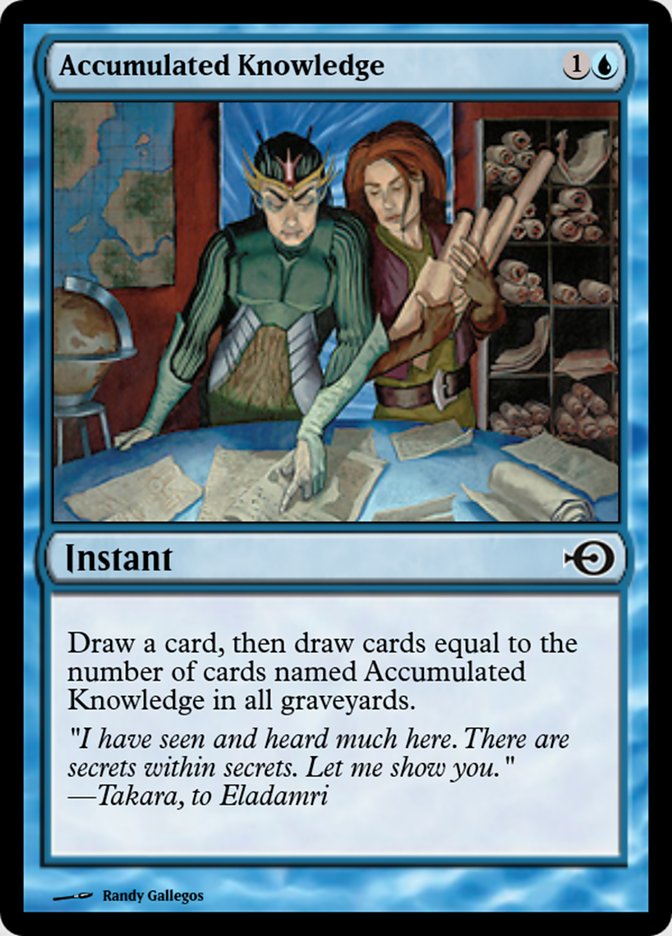 Accumulated Knowledge 1
Instant
Draw a card, then draw cards equal to the
number of cards named Accumulated
Knowledge in all graveyards.
"I have seen and heard much here. There are
secrets within secrets. Let me show you."
—Takara, to Eladamri
Randy Gallegos